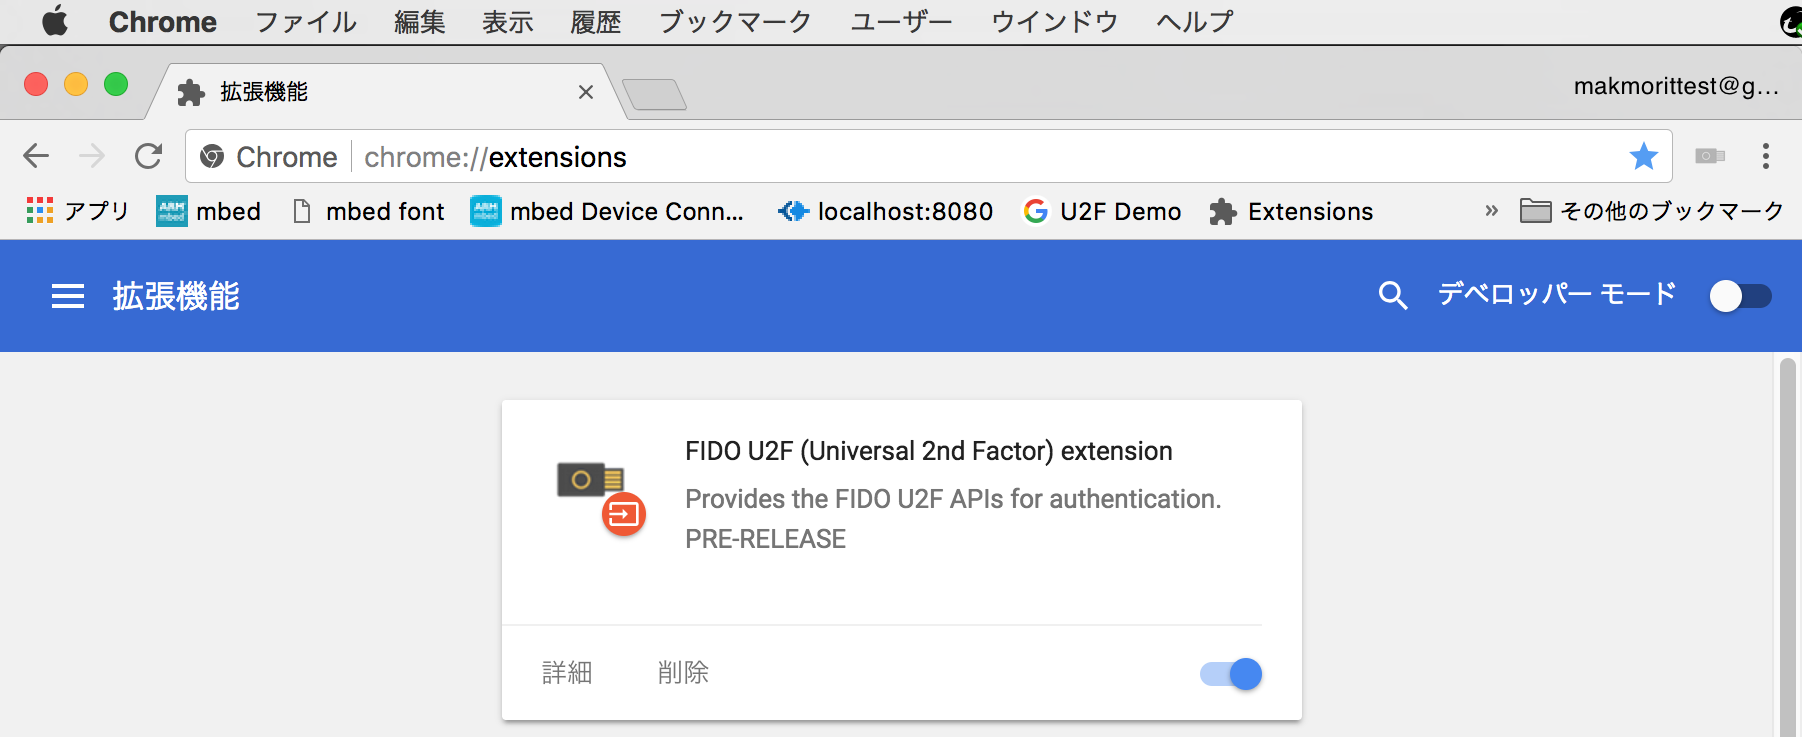 Chrome ファイル 編集 表示 履歴 ブックマーク ユーザー ウインドウ ヘルプ
拡張機能 makmorittest@g...
Chrome chrome://extensions
アプリ ARM mbed mbed mbed font ARM mbed mbed Device Conn... localhost:8080 U2F Demo Extensions » その他のブックマーク
拡張機能 デベロッパー モード
FIDO U2F (Universal 2nd Factor) extension
Provides the FIDO U2F APIs for authentication.
PRE-RELEASE
詳細 削除